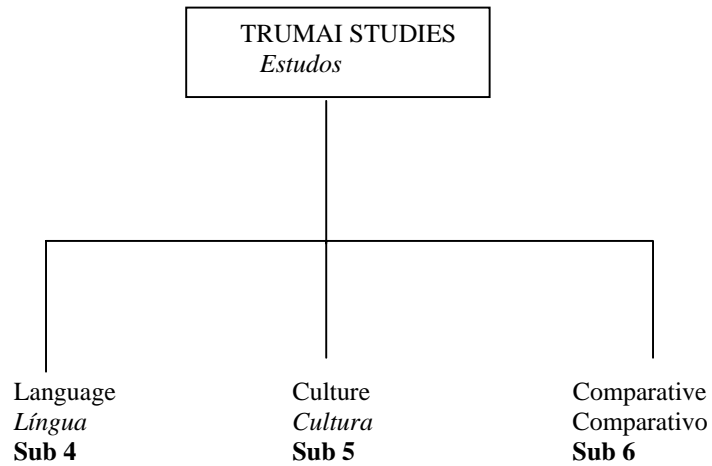 TRUMAI STUDIES
Estudos
Language
Língua
Sub 4
Culture
Cultura
Sub 5
Comparative
Comparativo
Sub 6